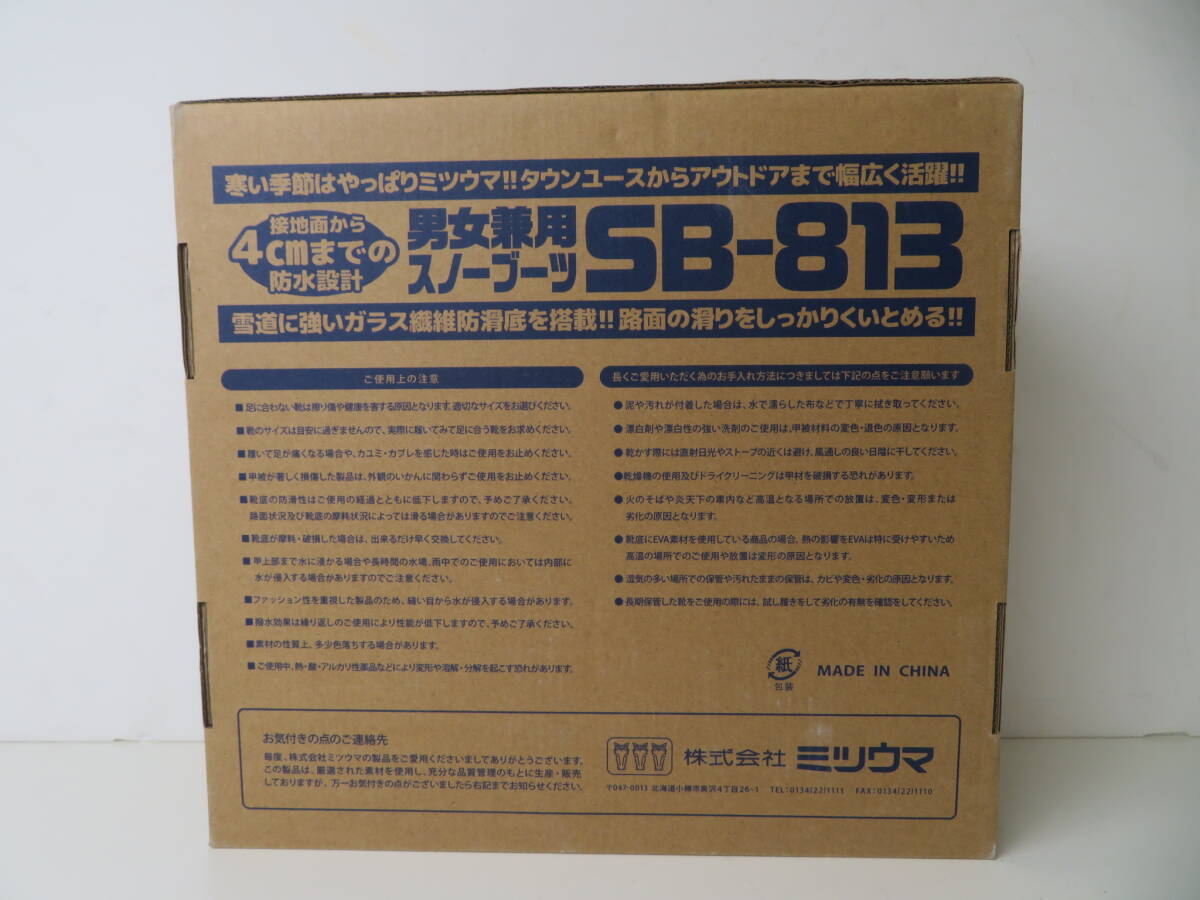 寒い季節はやっぱりミツウマ!!タウンユースからアウトドアまで幅広く活躍!!
接地面から
4cmまでの
防水設計
男女兼用
スノーブーツ
SB-813
雪道に強いガラス繊維防滑底を搭載!!路面の滑りをしっかりくいとめる!!
ご使用上の注意
■足に合わない靴は擦り傷や健康を害する原因となります。適切なサイズをお選びください。
■靴のサイズは目安に過ぎませんので、実際に履いてみて足に合う靴をお求めください。
■履いて足が痛くなる場合や、カユミ・カブレを感じた時はご使用をお止めください。
■甲被が著しく損傷した製品は、外観のいかんに関わらずご使用をお止めください。
■靴底の防滑性はご使用の経過とともに低下しますので、予めご了承ください。
路面状況及び靴底の摩耗状況によっては滑る場合がありますのでご注意ください。
■靴底が摩耗・破損した場合は、出来るだけ早く交換してください。
■甲上部まで水に浸かる場合や長時間の水場、雨中でのご使用においては内部に
水が侵入する場合がありますのでご注意ください。
■ファッション性を重視した製品のため、縫い目から水が侵入する場合があります。
■撥水効果は繰り返しのご使用により性能が低下しますので、予めご了承ください。
■素材の性質上、多少色落ちする場合があります。
■ご使用中、熱・酸・アルカリ性薬品などにより変形や溶解・分解を起こす恐れがあります。
長くご愛用いただく為のお手入れ方法につきましては下記の点をご注意願います
●泥や汚れが付着した場合は、水で濡らした布などで丁寧に拭き取ってください。
●漂白剤や漂白性の強い洗剤のご使用は、甲被材料の変色・退色の原因となります。
●乾かす際には直射日光やストーブの近くは避け、風通しの良い日陰に干してください。
●乾燥機の使用及びドライクリーニングは甲材を破損する恐れがあります。
●火のそばや炎天下の車内など高温となる場所での放置は、変色・変形または
劣化の原因となります。
●靴底にEVA素材を使用している商品の場合、熱の影響をEVAは特に受けやすいため
高温の場所でのご使用や放置は変形の原因となります。
●湿気の多い場所での保管や汚れたままの保管は、カビや変色・劣化の原因となります。
●長期保管した靴をご使用の際には、試し履きをして劣化の有無を確認をしてください。
紙
包装
MADE IN CHINA
お気付きの点のご連絡先
毎度、株式会社ミツウマの製品をご愛用くださいましてありがとうございます。
この製品は、厳選された素材を使用し、充分な品質管理のもとに生産・販売
しておりますが、万一お気付きの点がございましたら右記までお知らせください。
株式会社 ミツウマ
〒047-0013 北海道小樽市奥沢4丁目26-1 TEL:0134(22)1111 FAX:0134(22)1110